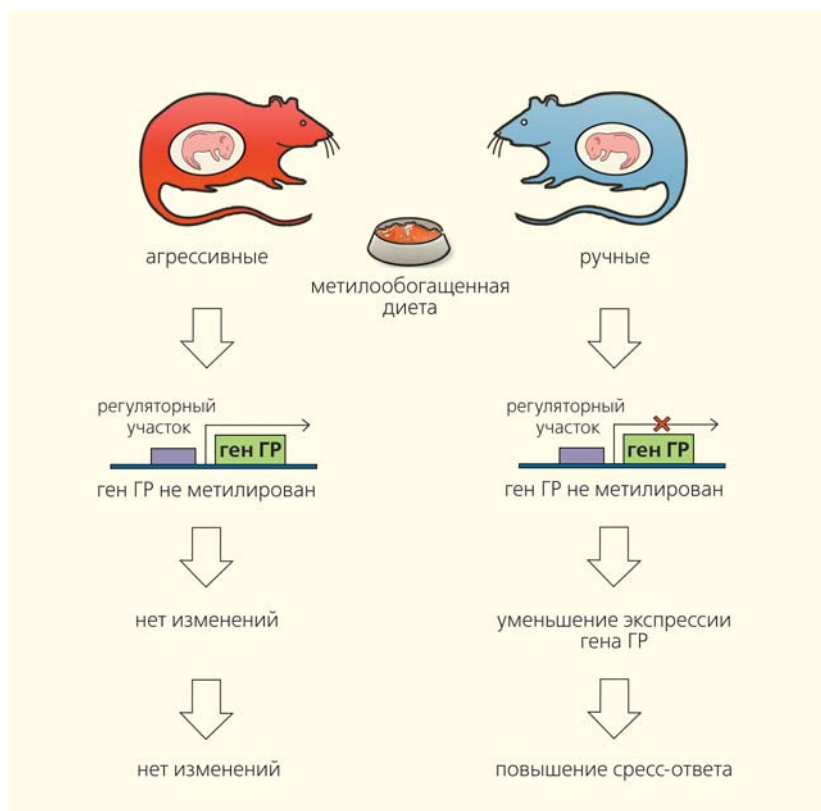 агрессивные
метилообогащенная
диета
ручные
регуляторный
участок
ген ГР
ген ГР не метилирован
регуляторный
участок
ген ГР
ген ГР не метилирован
нет изменений
уменьшение экспрессии
гена ГР
нет изменений
повышение сресс-ответа